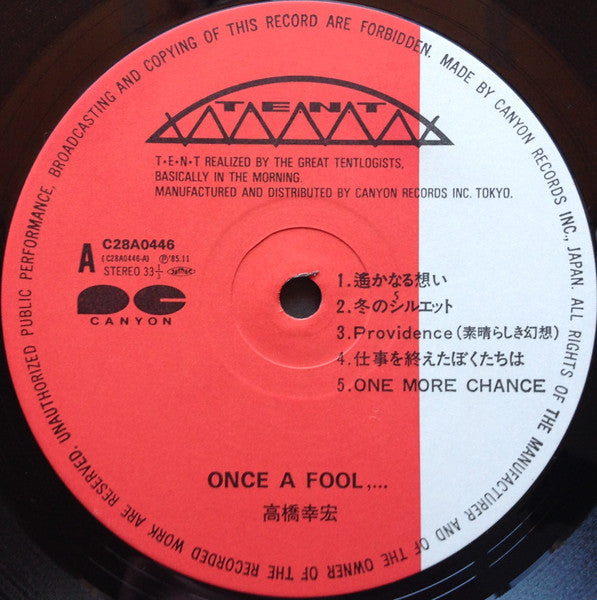 UNAUTHORIZED PUBLIC PERFORMANCE, BROADCASTING AND COPYING OF THIS RECORD ARE FORBIDDEN. MADE BY CANYON RECORDS INC., JAPAN. ALL RIGHTS OF THE MANUFACTURER AND OF THE OWNER OF THE RECORDED WORK ARE RESERVED.
TENT
T•E•N•T REALIZED BY THE GREAT TENTLOGISTS,
BASICALLY IN THE MORNING.
MANUFACTURED AND DISTRIBUTED BY CANYON RECORDS INC. TOKYO.
A
C28A0446
(C28A0446-A) Ⓟ'85.11
STEREO 33⅓
CANYON
1.遙かなる想い
2.冬のシルエット
3.Providence(素晴らしき幻想)
4.仕事を終えたぼくたちは
5.ONE MORE CHANCE
ONCE A FOOL,...
高橋幸宏